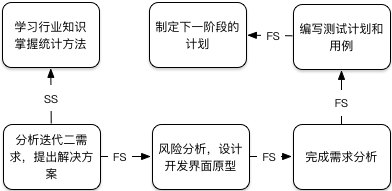 学习行业知识
掌握统计方法
制定下一阶段的
计划
FS
编写测试计划和
用例
SS
FS
分析迭代二需
求，提出解决方
案
FS
风险分析，设计
开发界面原型
FS
完成需求分析